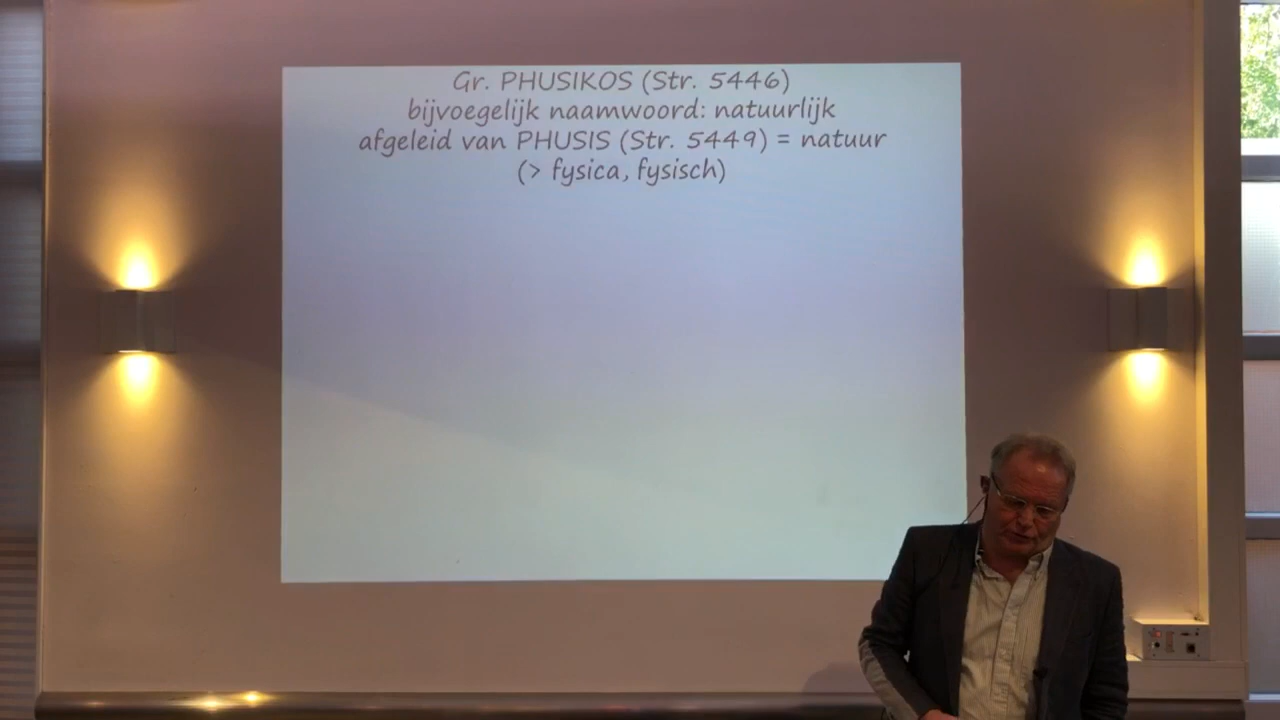 Gr. PHUSIKOS (Str. 5446)
bijvoegelijk naamwoord: natuurlijk
afgeleid van PHUSIS (Str. 5449) = natuur
(> fysica, fysisch)